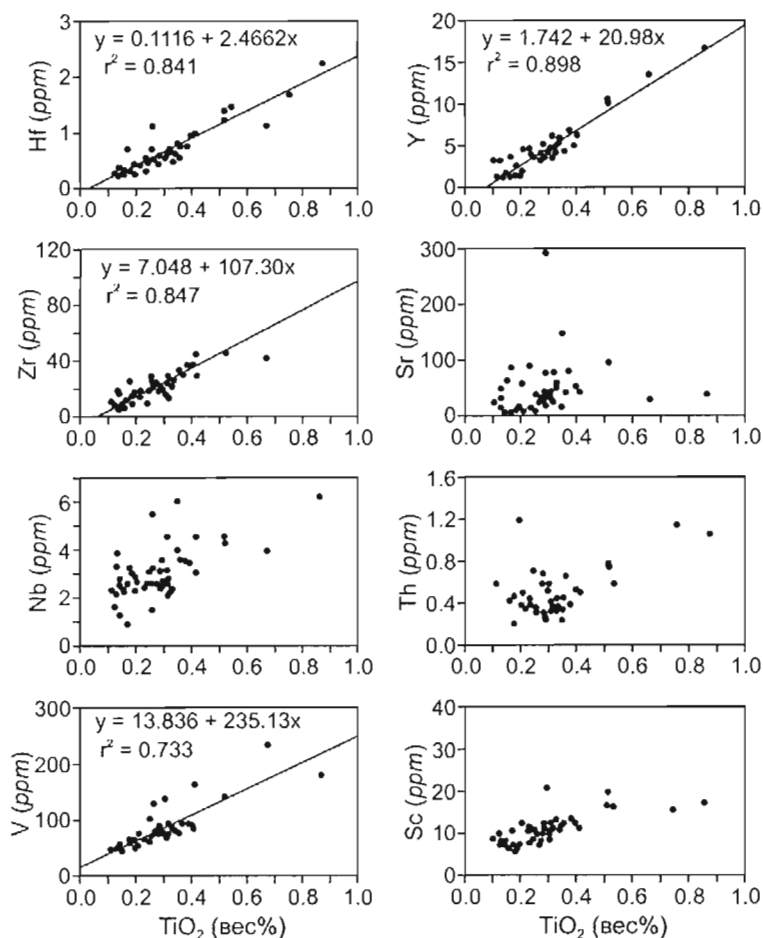 y = 0.1116 + 2.4662x
r² = 0.841
Hf (ppm)
3
2
1
0
0.0 0.2 0.4 0.6 0.8 1.0
y = 1.742 + 20.98x
r² = 0.898
Y (ppm)
20
15
10
5
0
0.0 0.2 0.4 0.6 0.8 1.0
y = 7.048 + 107.30x
r² = 0.847
Zr (ppm)
120
80
40
0
0.0 0.2 0.4 0.6 0.8 1.0
Sr (ppm)
300
200
100
0
0.0 0.2 0.4 0.6 0.8 1.0
Nb (ppm)
6
4
2
0
0.0 0.2 0.4 0.6 0.8 1.0
Th (ppm)
1.6
1.2
0.8
0.4
0.0
0.0 0.2 0.4 0.6 0.8 1.0
y = 13.836 + 235.13x
r² = 0.733
V (ppm)
300
200
100
0
0.0 0.2 0.4 0.6 0.8 1.0
TiO₂ (вес%)
Sc (ppm)
40
30
20
10
0
0.0 0.2 0.4 0.6 0.8 1.0
TiO₂ (вес%)